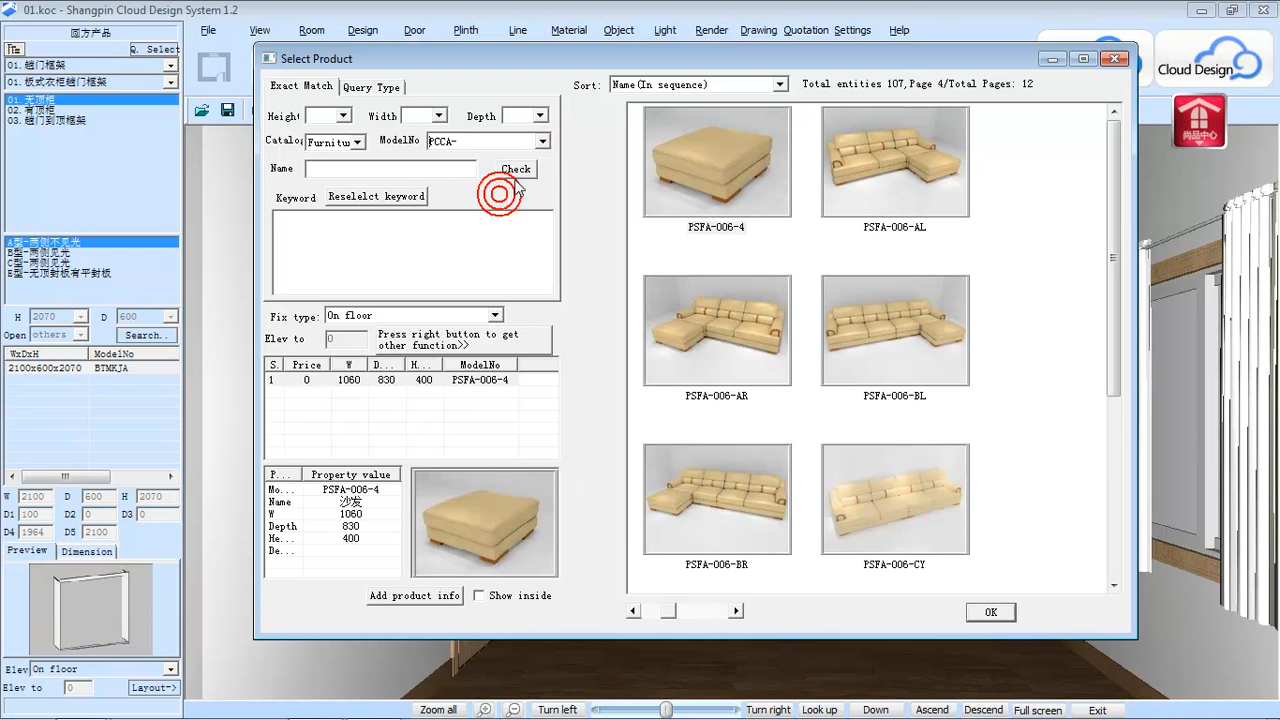 01.koc - Shangpin Cloud Design System 1.2
File View Room Design Door Plinth Line Material Object Light Render Drawing Quotation Settings Help
圆方产品
Q. Select
01. 趟门框架
01. 板式衣柜趟门框架
01. 无顶柜
02. 有顶柜
03. 趟门到顶框架
A型-两侧不见光
B型-两侧见光
C型-两侧见光
E型-无顶封板有平封板
H 2070 D 600
Open others Search..
WxDxH ModelNo
2100x600x2070 BTMKJA
W 2100 D 600 H 2070
D1 100 D2 0 D3 0
D4 1964 D5 2100
Preview Dimension
Elev On floor
Elev to 0 Layout->
Select Product
Exact Match Query Type
Height Width Depth
Catalo Furnitu ModelNo PCCA-
Name Check
Keyword Reselelct keyword
Fix type: On floor
Elev to 0 Press right button to get
other function>>
S. Price W D... H... ModelNo
1 0 1060 830 400 PSFA-006-4
P... Property value
Mo... PSFA-006-4
Name 沙发
W 1060
Depth 830
He... 400
De...
Add product info Show inside
Sort: Name(In sequence) Total entities 107,Page 4/Total Pages: 12
PSFA-006-4 PSFA-006-AL
PSFA-006-AR PSFA-006-BL
PSFA-006-BR PSFA-006-CY
OK
Cloud Design
尚品中心
Zoom all Turn left Turn right Look up Down Ascend Descend Full screen Exit